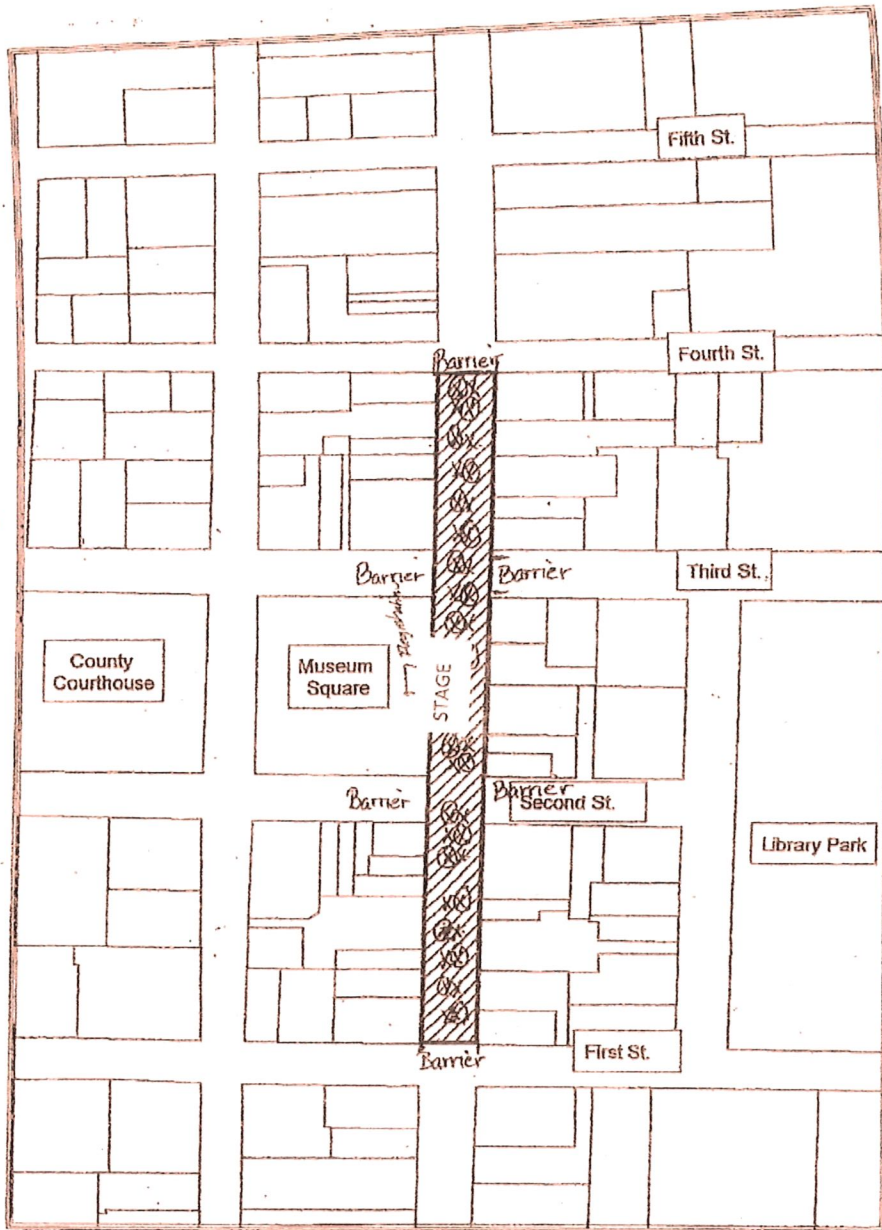 Fifth St.
Fourth St.
Barrier
Barrier
Barrier
Third St.
Registration
County
Courthouse
Museum
Square
STAGE
Barrier
Barrier
Second St.
Library Park
First St.
Barrier